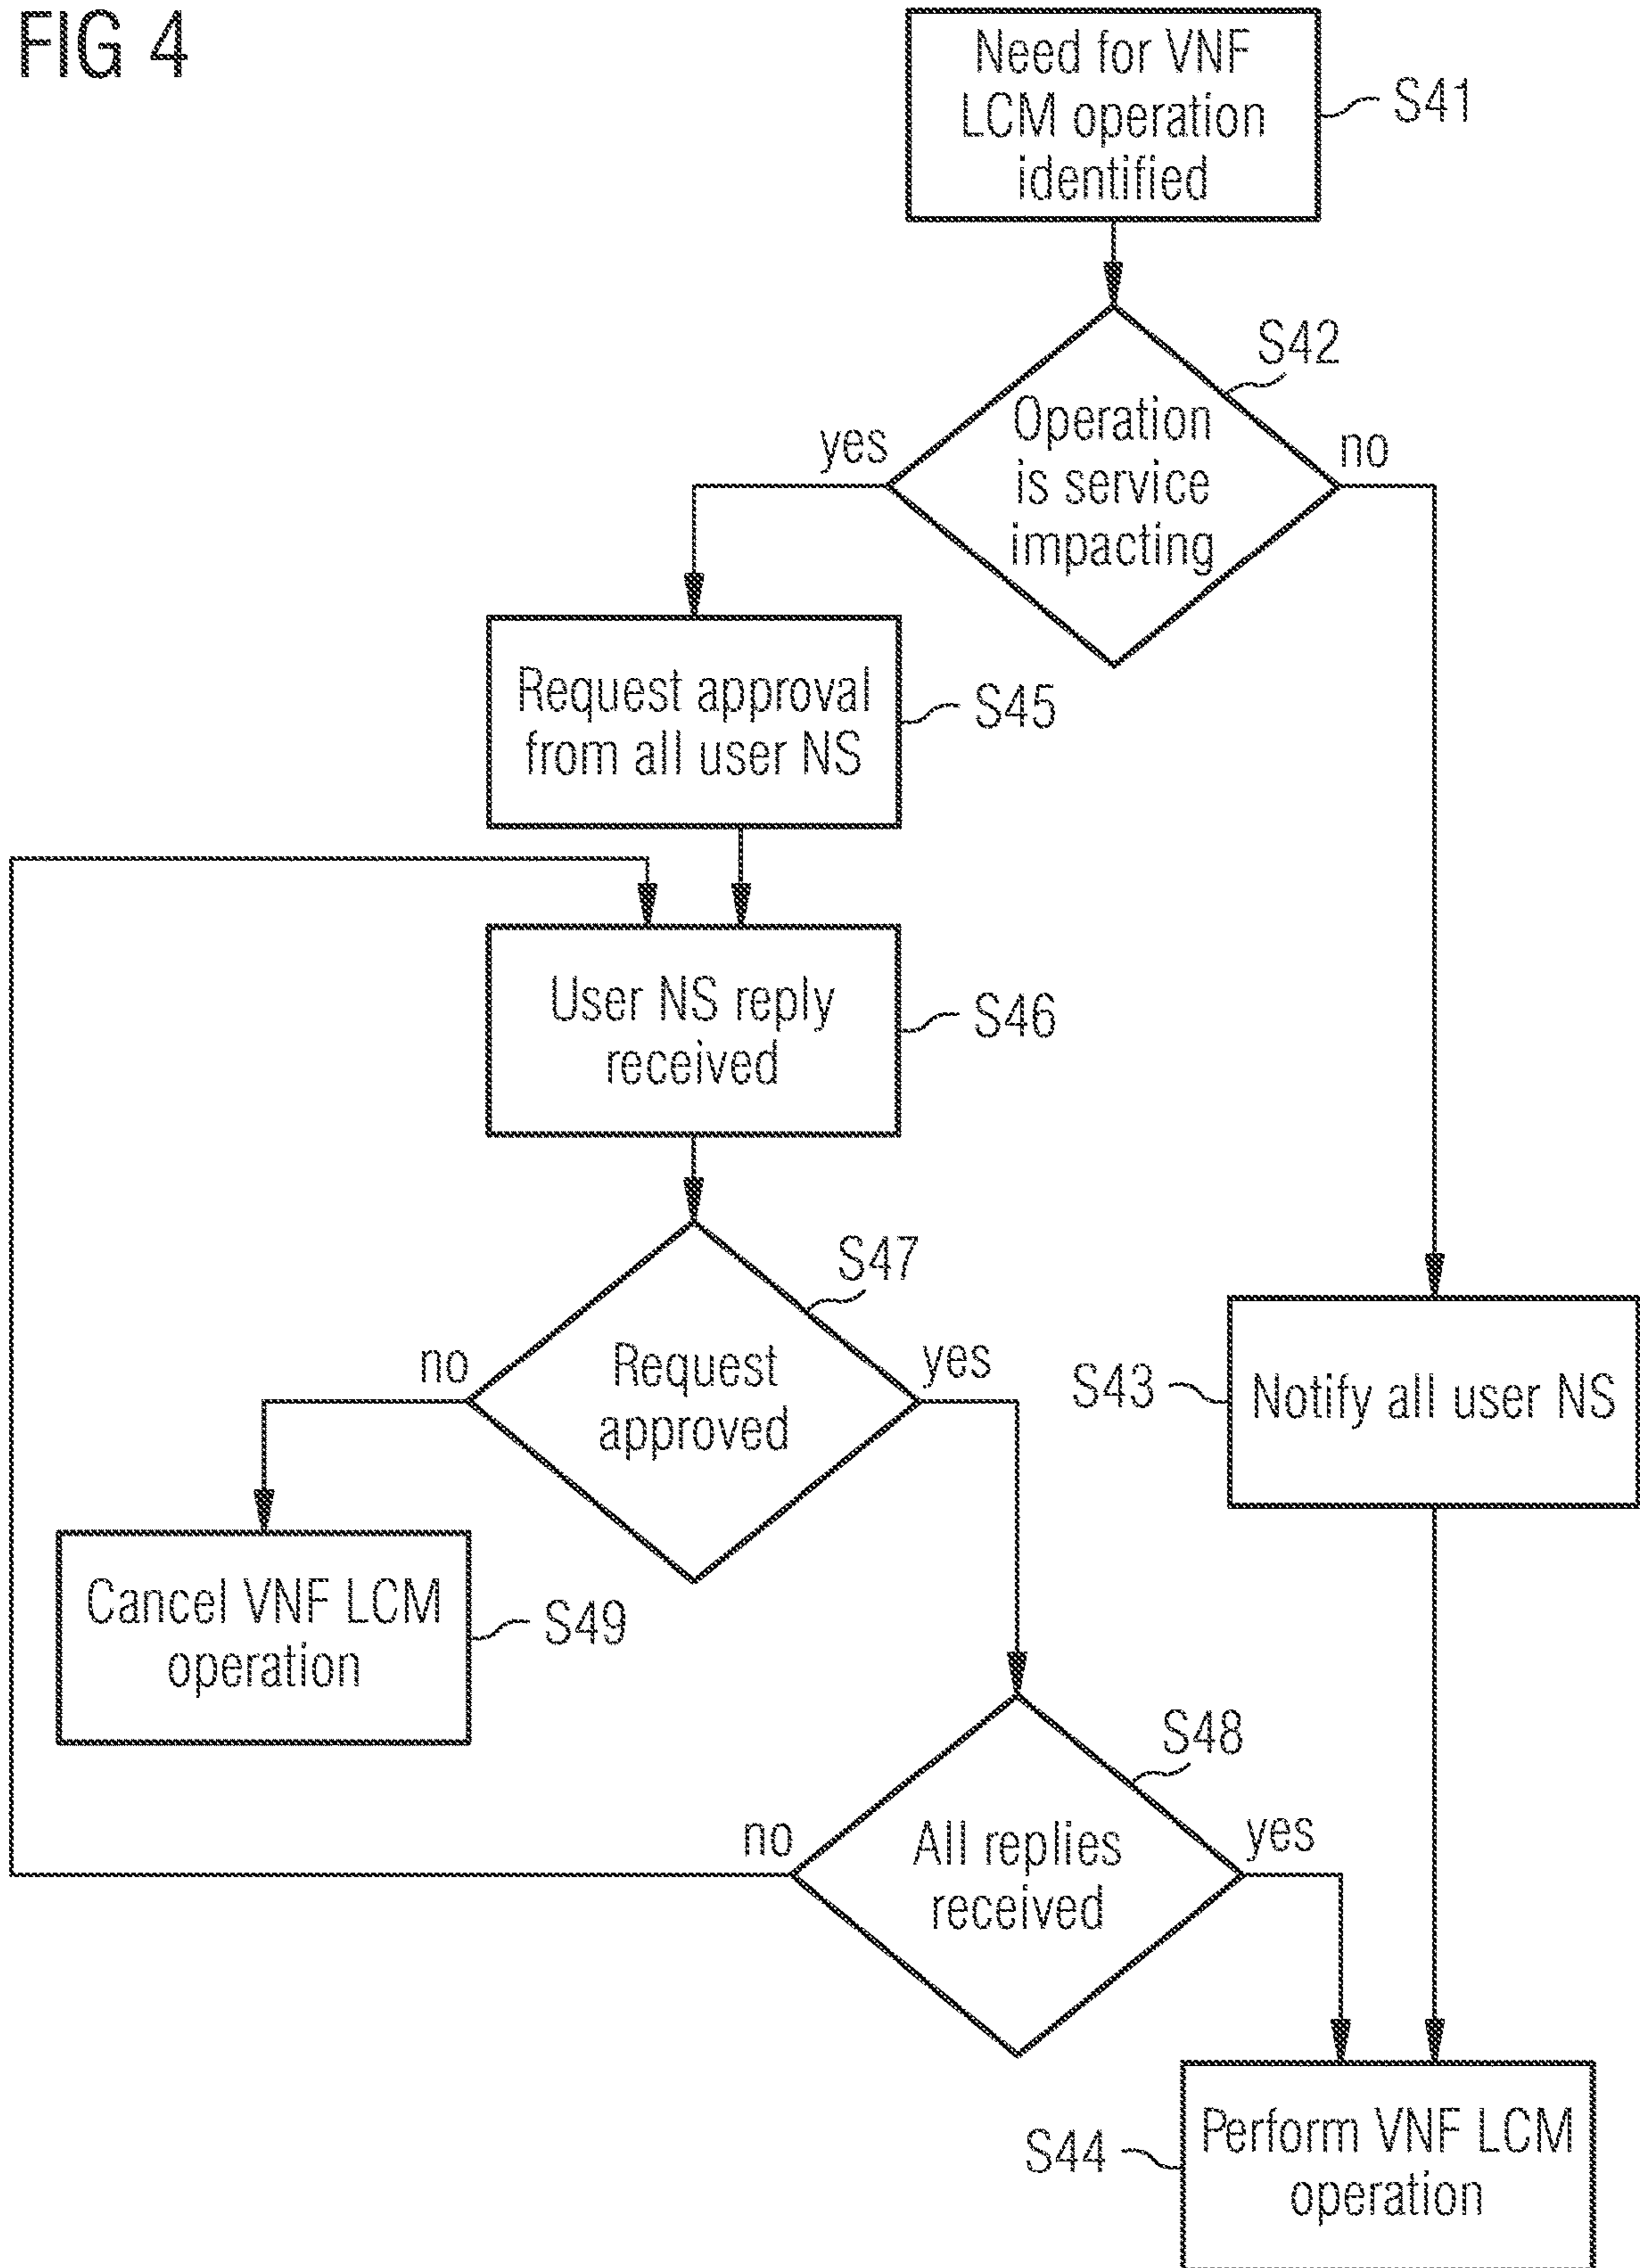 FIG 4
Need for VNF
LCM operation
identified
S41
S42
Operation
is service
impacting
yes
no
Request approval
from all user NS
S45
User NS reply
received
S46
S47
Request
approved
no
yes
S43
Notify all user NS
Cancel VNF LCM
operation
S49
S48
All replies
received
no
yes
S44
Perform VNF LCM
operation